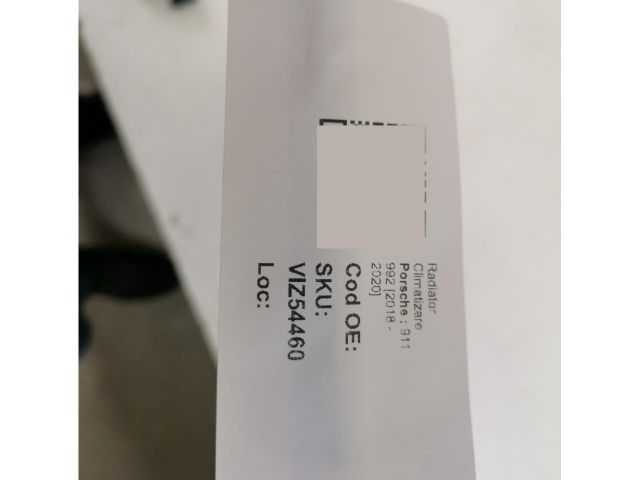 Radiator
Climatizare
Porsche : 911
992 [2018 -
2020]
Cod OE:
SKU:
VIZ54460
Loc: